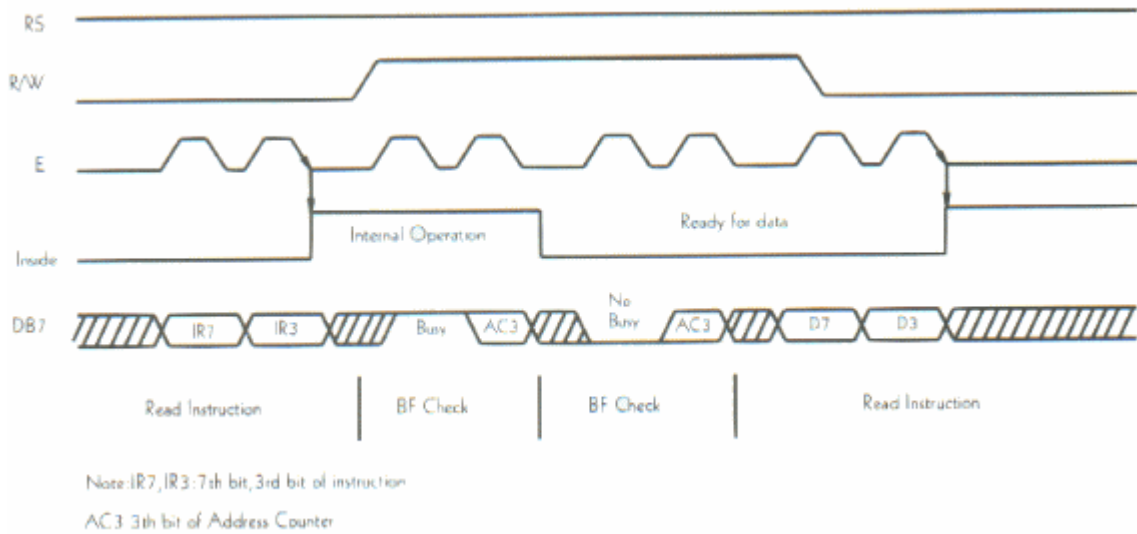 RS
R/W
E
Internal Operation
Ready for data
Inside
No
Busy
DB7
IR7
IR3
Busy
AC3
AC3
D7
D3
Read Instruction
BF Check
BF Check
Read Instruction
Note:IR7,IR3:7th bit,3rd bit of instruction
AC3 3th bit of Address Counter